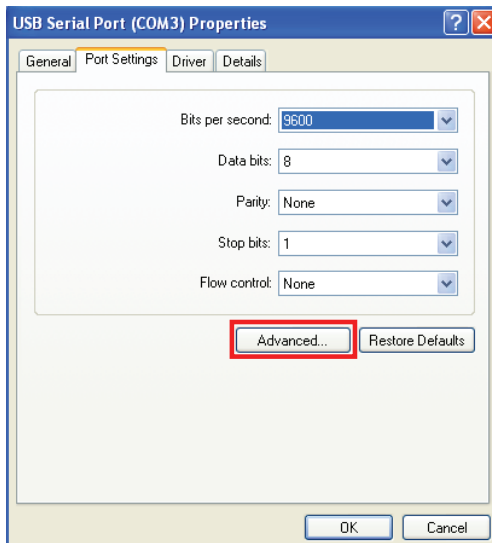 USB Serial Port (COM3) Properties
General Port Settings Driver Details
Bits per second: 9600
Data bits: 8
Parity: None
Stop bits: 1
Flow control: None
Advanced... Restore Defaults
OK Cancel